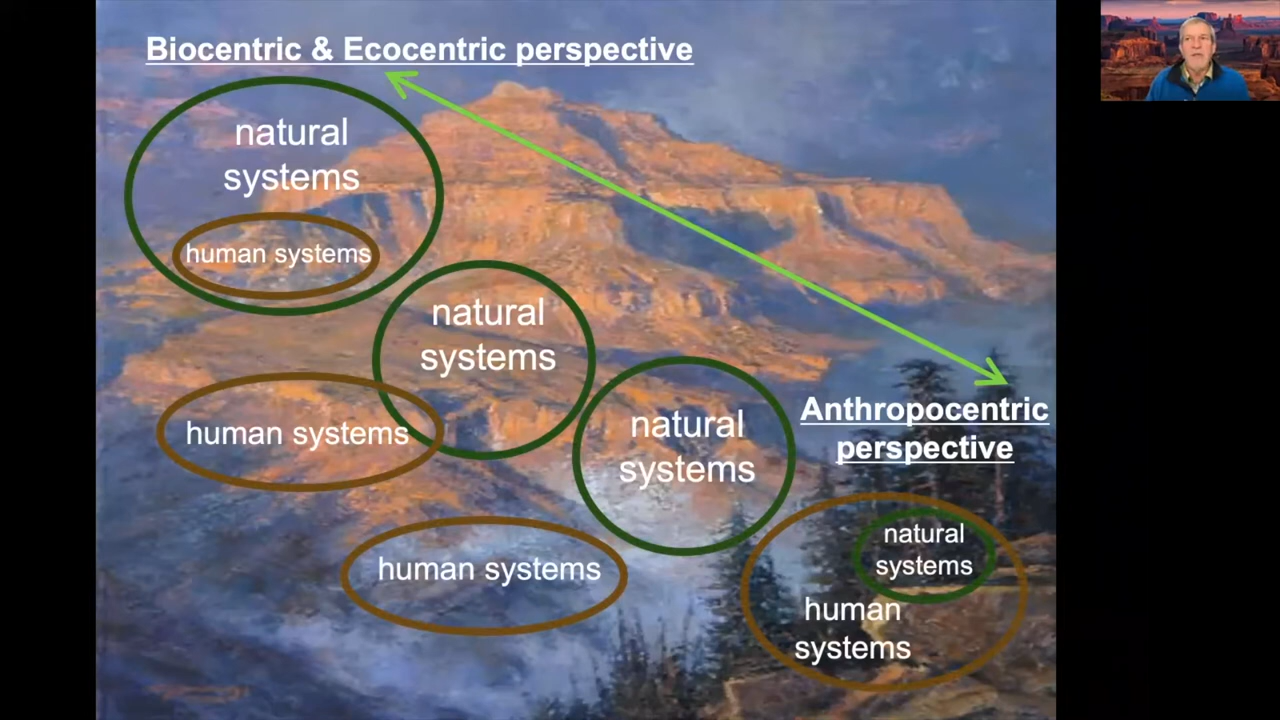 Biocentric & Ecocentric perspective
natural
systems
human systems
natural
systems
human systems
natural
systems
human systems
Anthropocentric
perspective
natural
systems
human
systems